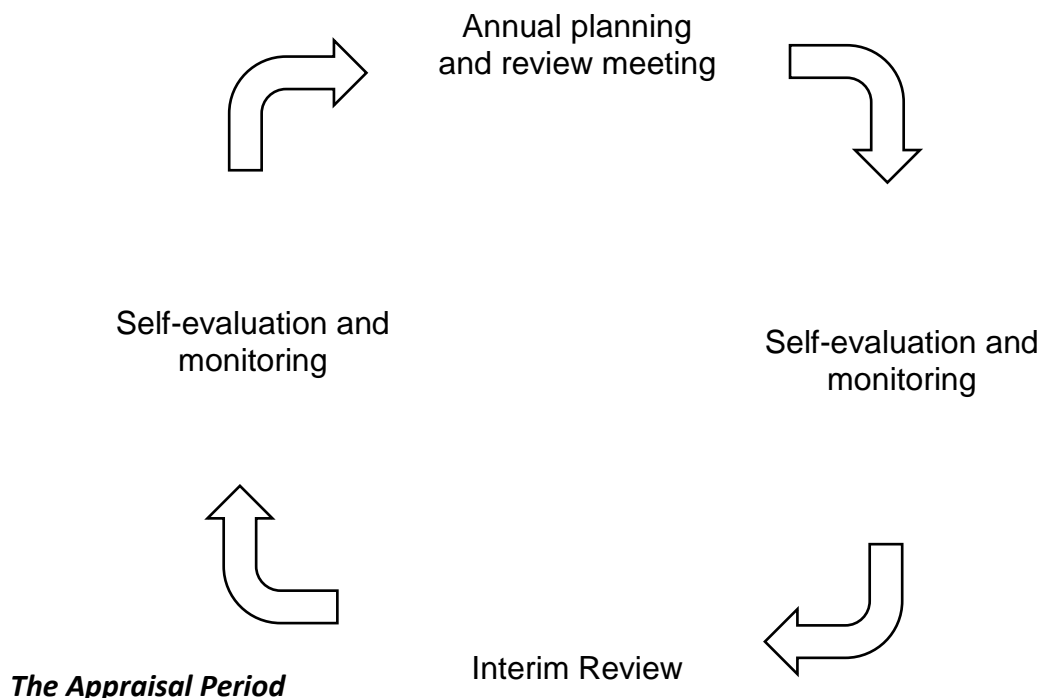 Annual planning
and review meeting
Self-evaluation and
monitoring
Self-evaluation and
monitoring
Interim Review
The Appraisal Period